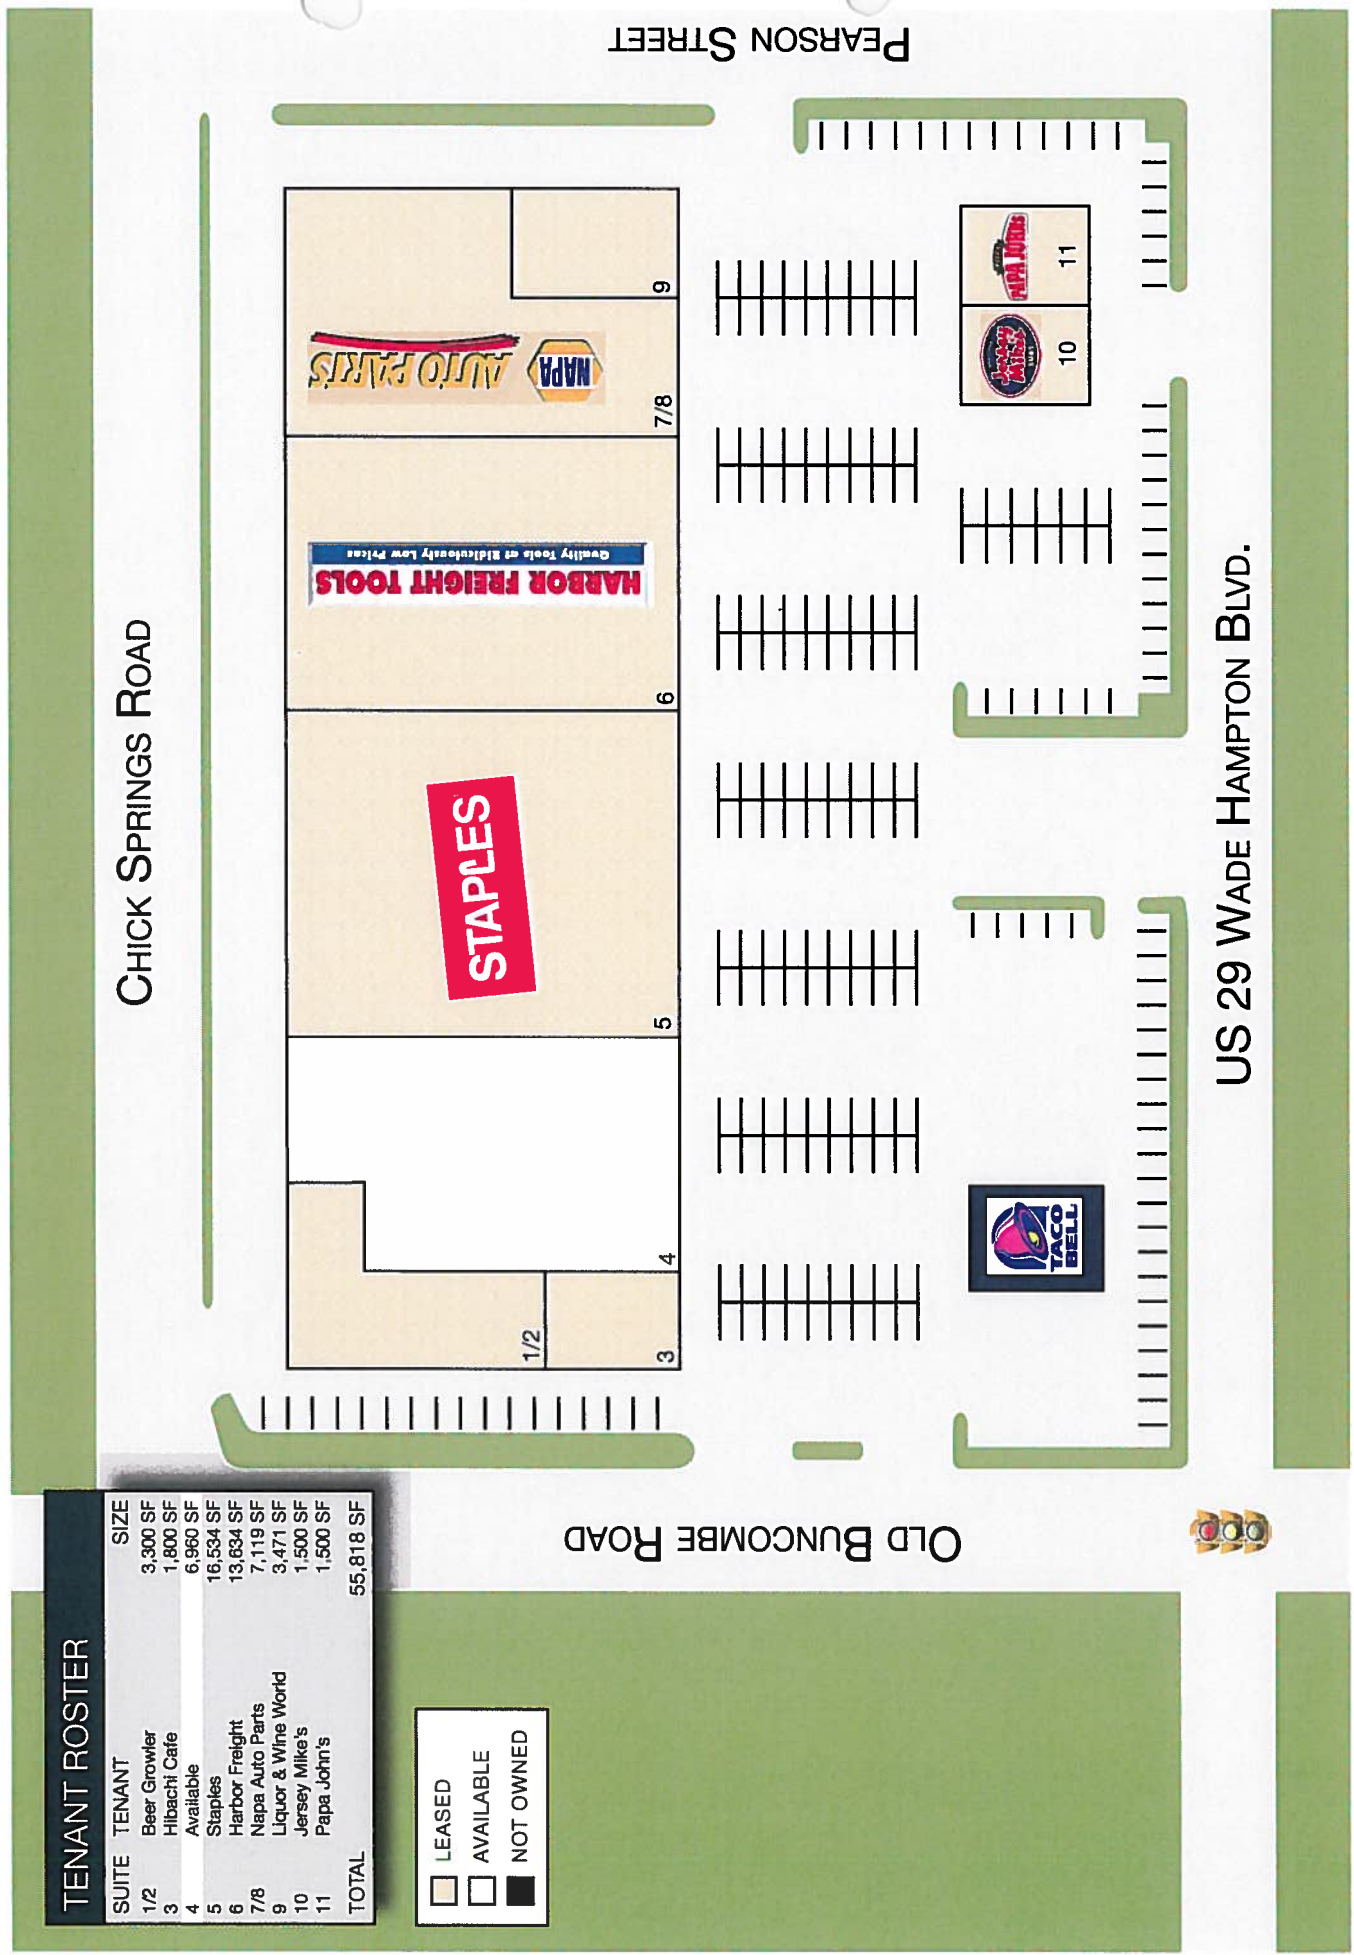 TENANT ROSTER
SUITE TENANT SIZE
1/2 Beer Growler 3,300 SF
3 Hibachi Cafe 1,800 SF
4 Available 6,960 SF
5 Staples 16,534 SF
6 Harbor Freight 13,634 SF
7/8 Napa Auto Parts 7,119 SF
9 Liquor & Wine World 3,471 SF
10 Jersey Mike's 1,500 SF
11 Papa John's 1,500 SF
TOTAL 55,818 SF
LEASED
AVAILABLE
NOT OWNED
CHICK SPRINGS ROAD
OLD BUNCOMBE ROAD
PEARSON STREET
US 29 WADE HAMPTON BLVD.
1/2
3
4
5
STAPLES
6
HARBOR FREIGHT TOOLS
Quality Tools at Ridiculously Low Prices
7/8
NAPA
AUTO PARTS
9
TACO
BELL
Jersey
Mike's
10
PAPA JOHNS
11